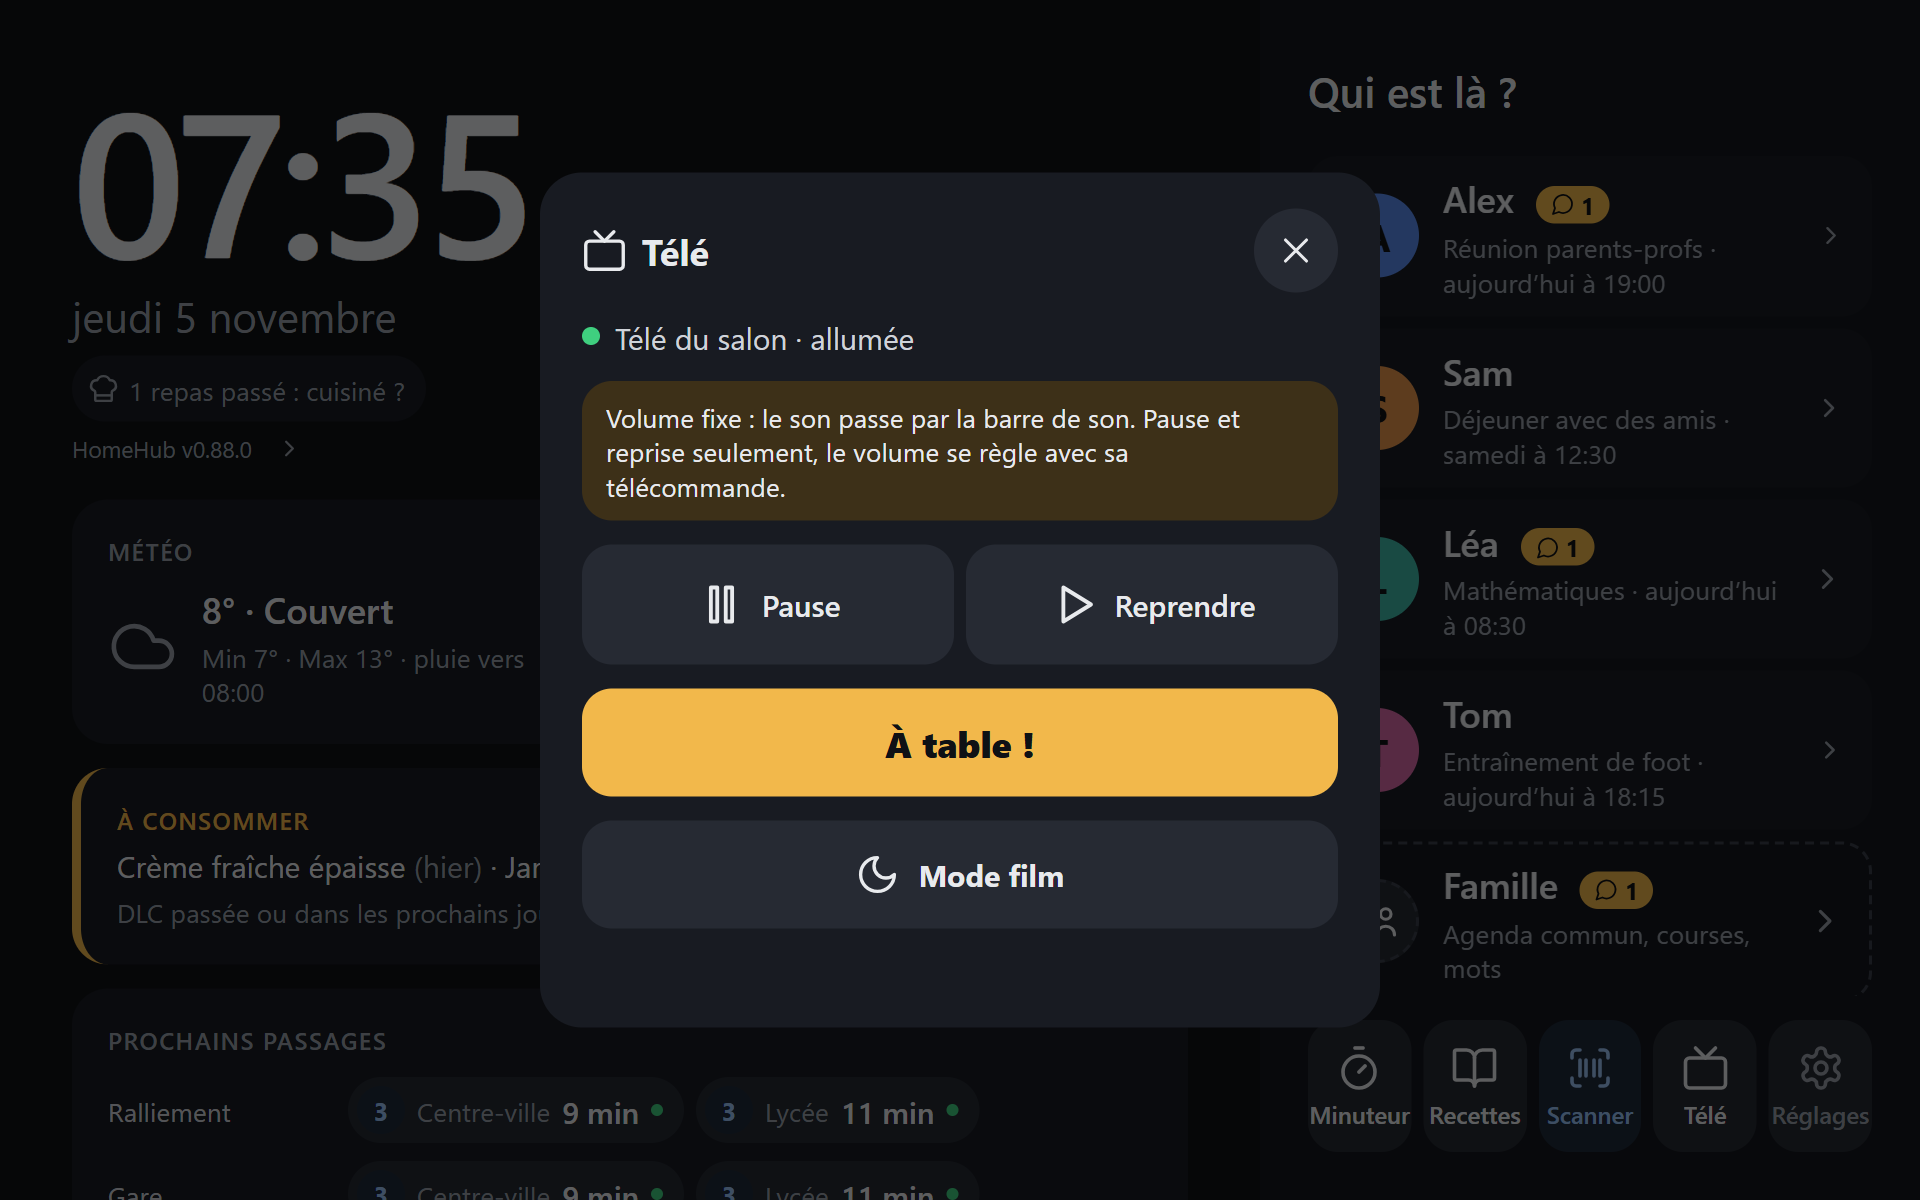 07:35
jeudi 5 novembre
1 repas passé : cuisiné ?
HomeHub v0.88.0
MÉTÉO
8° · Couvert
Min 7° · Max 13° · pluie vers
08:00
À CONSOMMER
Crème fraîche épaisse (hier) ·
DLC passée ou dans les prochains
PROCHAINS PASSAGES
Ralliement
3 Centre-ville 9 min
3 Lycée 11 min
Gare
3 Centre-ville 9 min
3 Lycée 11 min
Télé
Télé du salon · allumée
Volume fixe : le son passe par la barre de son. Pause et
reprise seulement, le volume se règle avec sa
télécommande.
Pause
Reprendre
À table !
Mode film
Qui est là ?
Alex 1
Réunion parents-profs ·
aujourd’hui à 19:00
Sam
Déjeuner avec des amis ·
samedi à 12:30
Léa 1
Mathématiques · aujourd’hui
à 08:30
Tom
Entraînement de foot ·
aujourd’hui à 18:15
Famille 1
Agenda commun, courses,
mots
Minuteur
Recettes
Scanner
Télé
Réglages